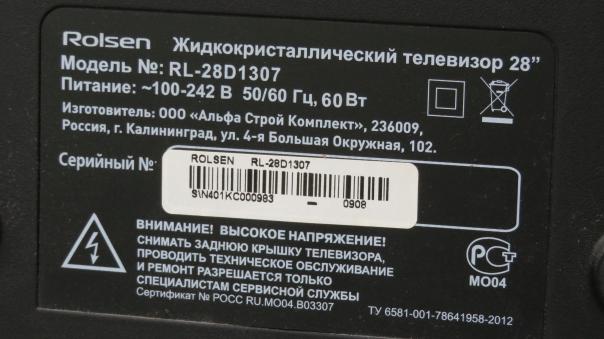 Rolsen Жидкокристаллический телевизор 28”
Модель №: RL-28D1307
Питание: ~100-242 В 50/60 Гц, 60 Вт
Изготовитель: ООО «Альфа Строй Комплект», 236009,
Россия, г. Калининград, ул. 4-я Большая Окружная, 102.
Серийный №
ROLSEN RL-28D1307
S\N401KC000983 – 0908
ВНИМАНИЕ! ВЫСОКОЕ НАПРЯЖЕНИЕ!
СНИМАТЬ ЗАДНЮЮ КРЫШКУ ТЕЛЕВИЗОРА,
ПРОВОДИТЬ ТЕХНИЧЕСКОЕ ОБСЛУЖИВАНИЕ
И РЕМОНТ РАЗРЕШАЕТСЯ ТОЛЬКО
СПЕЦИАЛИСТАМ СЕРВИСНОЙ СЛУЖБЫ
Сертификат № РОСС RU.МО04.В03307
РСТ
МО04
ТУ 6581-001-78641958-2012